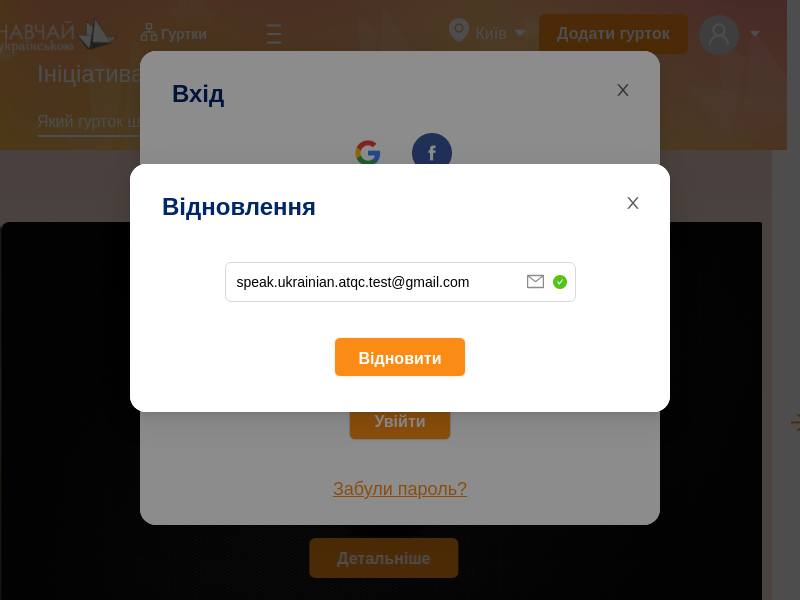 НАВЧАЙ
українською
Гуртки
Київ
Додати гурток
Ініціатива
Який гурток ш
Вхід
Відновлення
speak.ukrainian.atqc.test@gmail.com
Відновити
Увійти
Забули пароль?
Детальніше